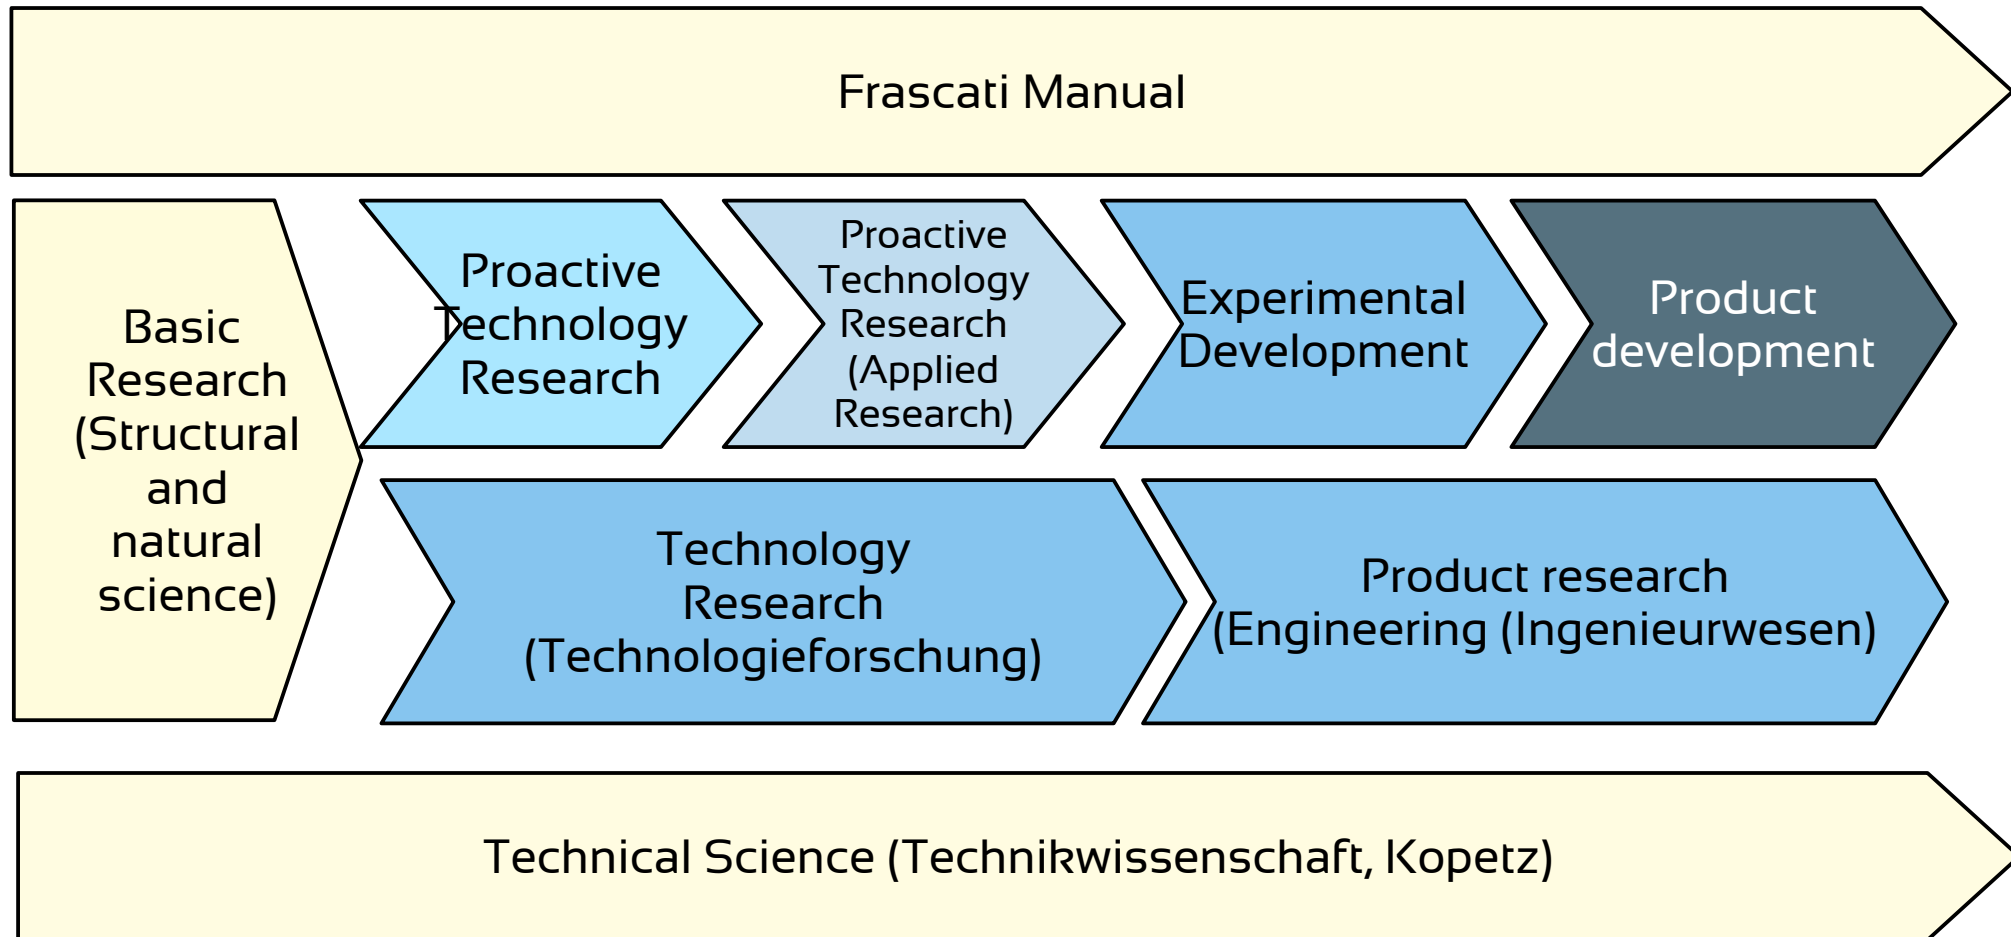 Frascati Manual
Basic
Research
(Structural
and
natural
science)
Proactive
Technology
Research
Proactive
Technology
Research
(Applied
Research)
Experimental
Development
Product
development
Technology
Research
(Technologieforschung)
Product research
(Engineering (Ingenieurwesen)
Technical Science (Technikwissenschaft, Kopetz)